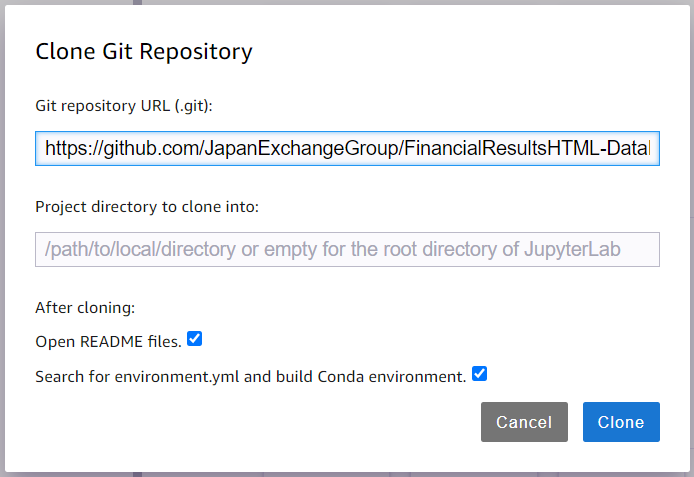 Clone Git Repository
Git repository URL (.git):
https://github.com/JapanExchangeGroup/FinancialResultsHTML-Data
Project directory to clone into:
/path/to/local/directory or empty for the root directory of JupyterLab
After cloning:
Open README files.
Search for environment.yml and build Conda environment.
Cancel Clone